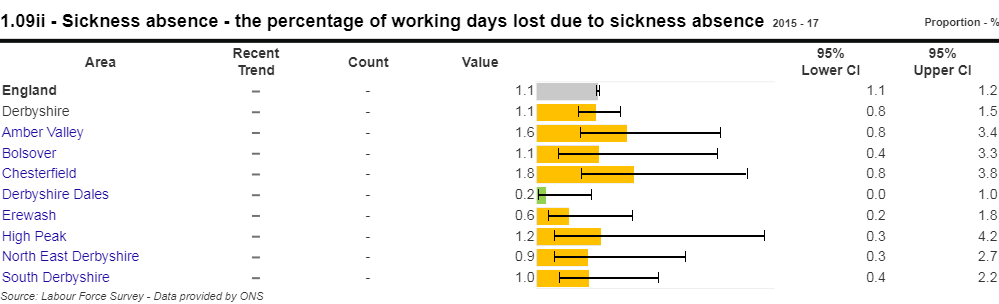 1.09ii - Sickness absence - the percentage of working days lost due to sickness absence 2015 - 17 Proportion - %
Area Recent Trend Count Value 95% Lower CI 95% Upper CI
England – - 1.1 1.1 1.2
Derbyshire – - 1.1 0.8 1.5
Amber Valley – - 1.6 0.8 3.4
Bolsover – - 1.1 0.4 3.3
Chesterfield – - 1.8 0.8 3.8
Derbyshire Dales – - 0.2 0.0 1.0
Erewash – - 0.6 0.2 1.8
High Peak – - 1.2 0.3 4.2
North East Derbyshire – - 0.9 0.3 2.7
South Derbyshire – - 1.0 0.4 2.2
Source: Labour Force Survey - Data provided by ONS